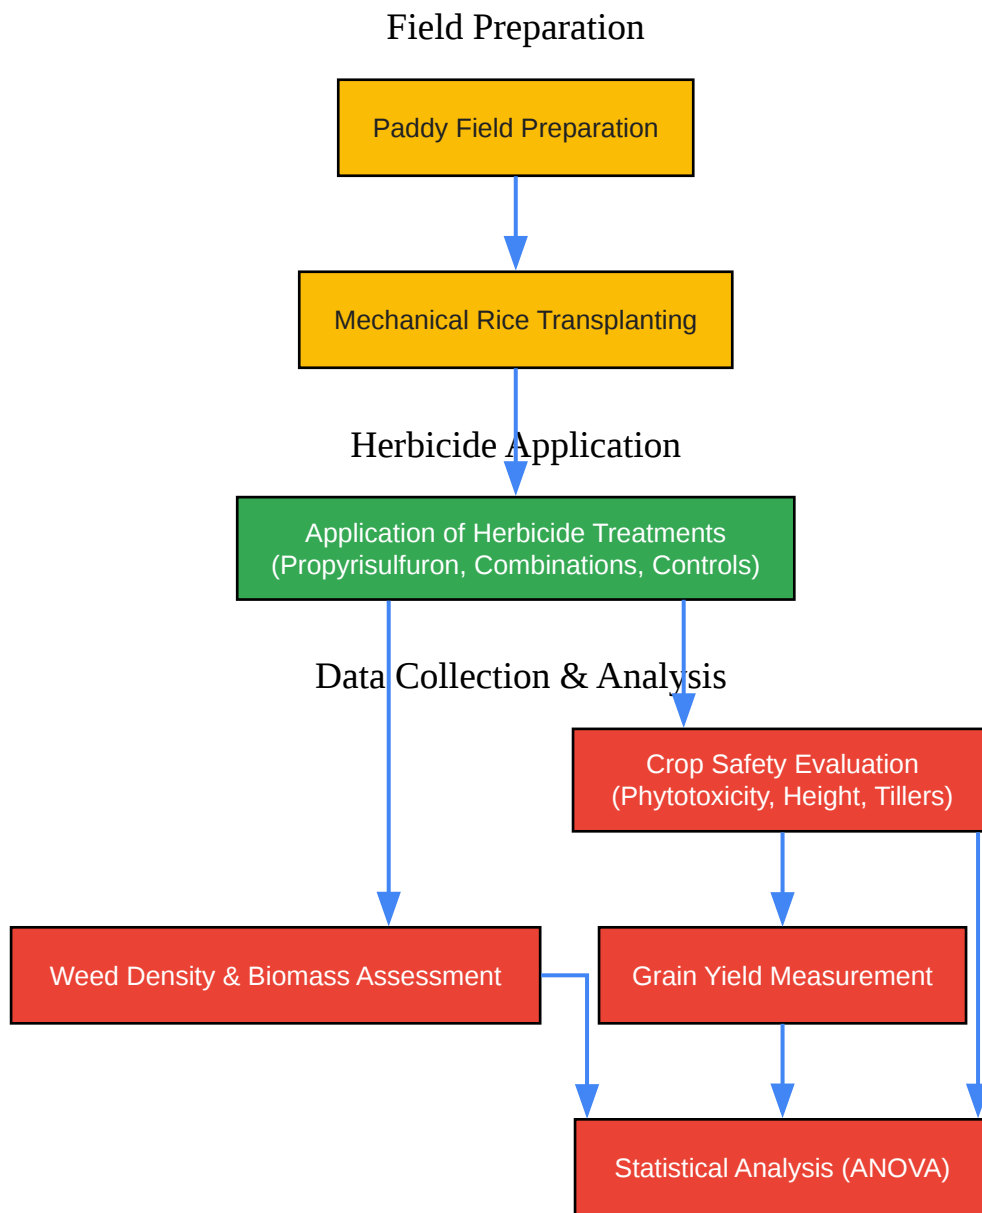 Field Preparation
Paddy Field Preparation
Mechanical Rice Transplanting
Herbicide Application
Application of Herbicide Treatments
(Propyrisulfuron, Combinations, Controls)
Data Collection & Analysis
Crop Safety Evaluation
(Phytotoxicity, Height, Tillers)
Weed Density & Biomass Assessment
Grain Yield Measurement
Statistical Analysis (ANOVA)